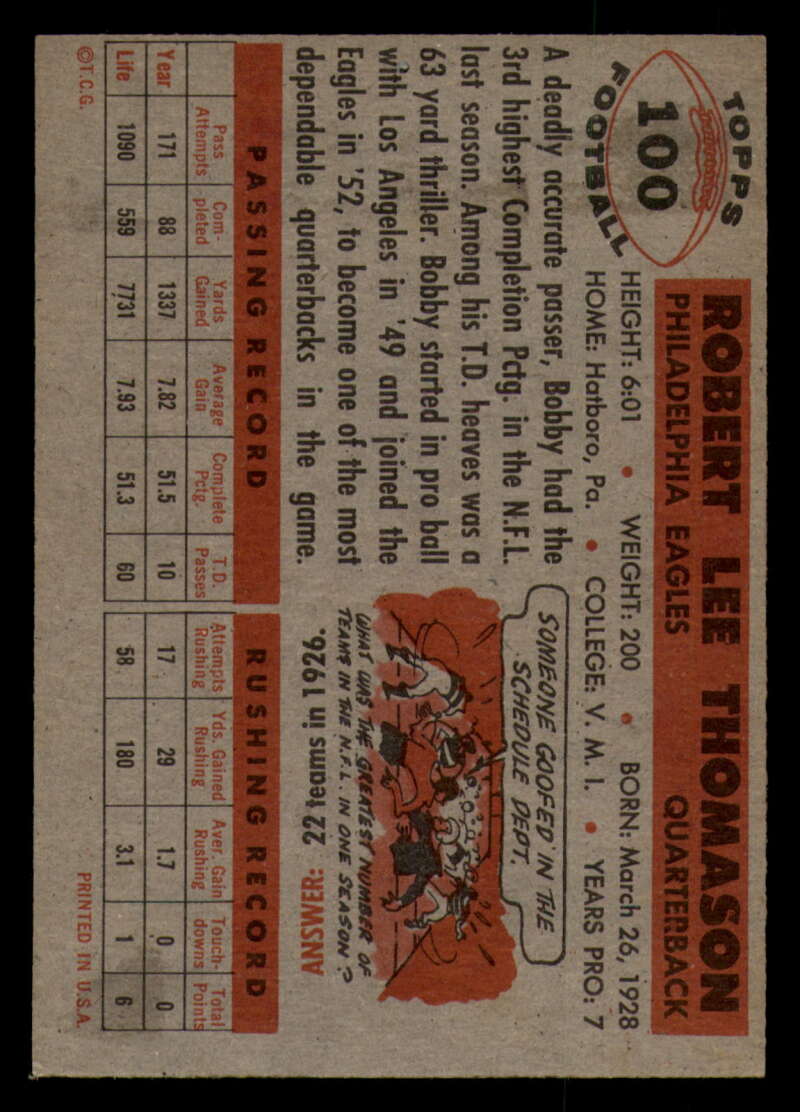 TOPPS
100
FOOTBALL
ROBERT LEE THOMASON
PHILADELPHIA EAGLES QUARTERBACK
HEIGHT: 6:01 • WEIGHT: 200 • BORN: March 26, 1928
HOME: Hatboro, Pa. • COLLEGE: V. M. I. • YEARS PRO: 7
A deadly accurate passer, Bobby had the
3rd highest Completion Pctg. in the N.F.L.
last season. Among his T.D. heaves was a
63 yard thriller. Bobby started in pro ball
with Los Angeles in '49 and joined the
Eagles in '52, to become one of the most
dependable quarterbacks in the game.
SOMEONE GOOFED IN THE
SCHEDULE DEPT.
WHAT WAS THE GREATEST NUMBER OF
TEAMS IN THE N.F.L. IN ONE SEASON?
ANSWER: 22 teams in 1926.
PASSING RECORD
Pass Attempts Com-pleted Yards Gained Average Gain Complete Pctg. T.D. Passes
Year 171 88 1337 7.82 51.5 10
Life 1090 559 7731 7.93 51.3 60
RUSHING RECORD
Attempts Rushing Yds. Gained Rushing Aver. Gain Rushing Touch-downs Total Points
17 29 1.7 0 0
58 180 3.1 1 6
©T.C.G.
PRINTED IN U.S.A.